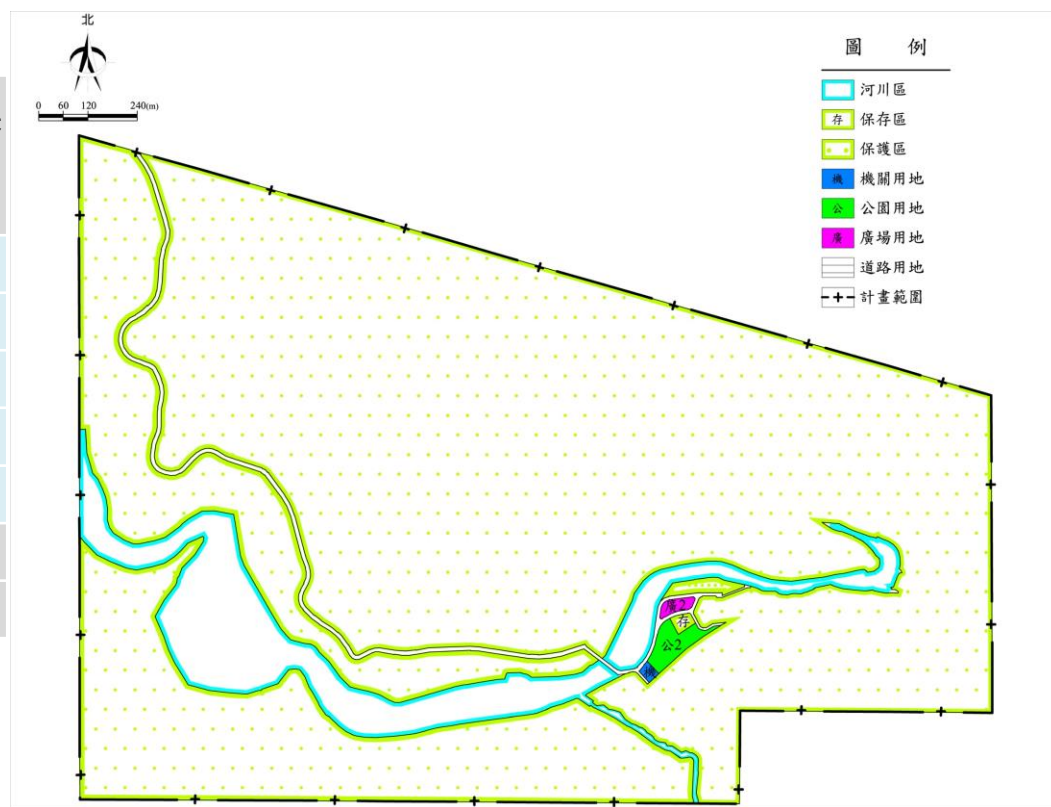 北
0 60 120 240(m)
圖 例
河川區
存 保存區
保護區
機 機關用地
公 公園用地
廣 廣場用地
道路用地
計畫範圍
廣2
存
公2
機